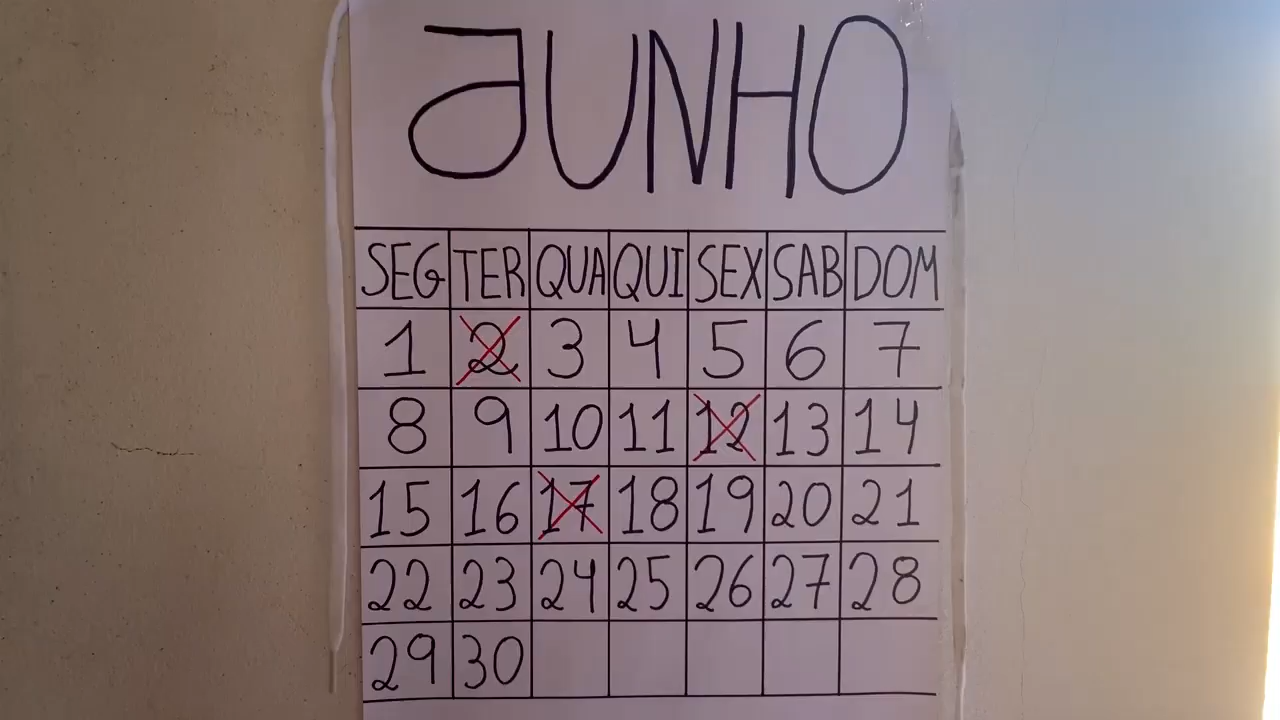 JUNHO
SEG TER QUA QUI SEX SAB DOM
1 2 3 4 5 6 7
8 9 10 11 12 13 14
15 16 17 18 19 20 21
22 23 24 25 26 27 28
29 30